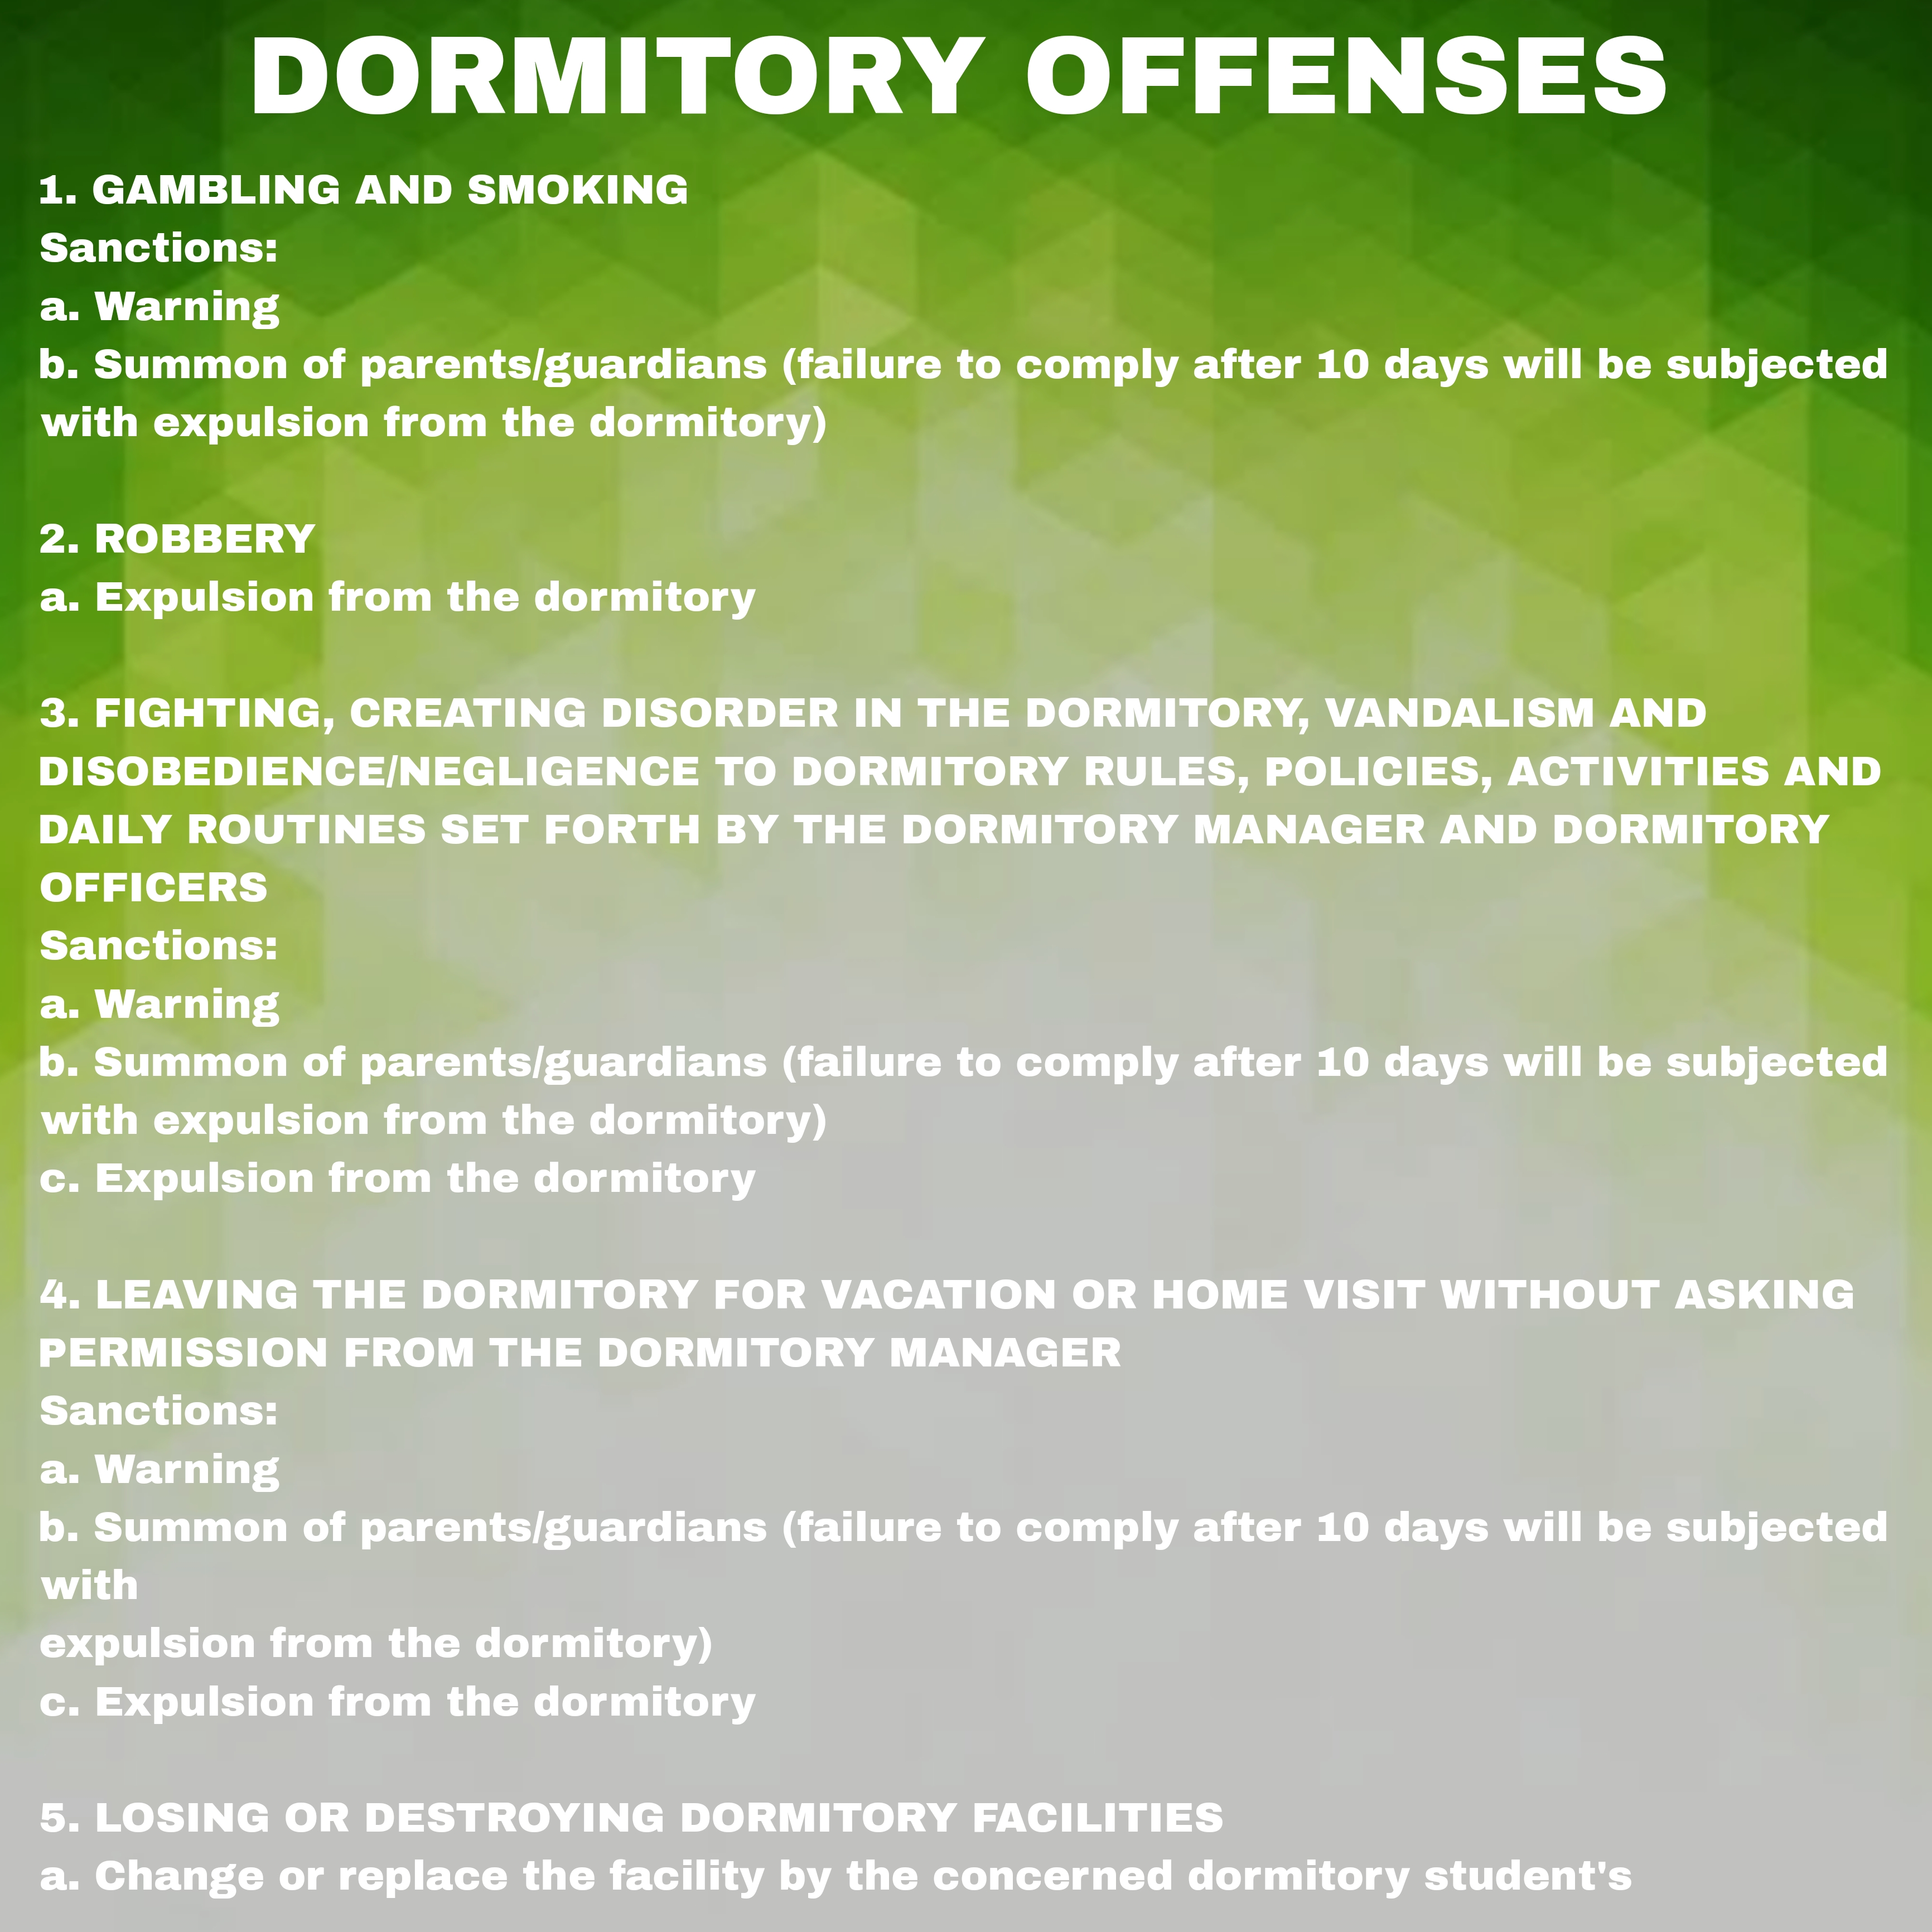 DORMITORY OFFENSES
1. GAMBLING AND SMOKING
Sanctions:
a. Warning
b. Summon of parents/guardians (failure to comply after 10 days will be subjected
with expulsion from the dormitory)
2. ROBBERY
a. Expulsion from the dormitory
3. FIGHTING, CREATING DISORDER IN THE DORMITORY, VANDALISM AND
DISOBEDIENCE/NEGLIGENCE TO DORMITORY RULES, POLICIES, ACTIVITIES AND
DAILY ROUTINES SET FORTH BY THE DORMITORY MANAGER AND DORMITORY
OFFICERS
Sanctions:
a. Warning
b. Summon of parents/guardians (failure to comply after 10 days will be subjected
with expulsion from the dormitory)
c. Expulsion from the dormitory
4. LEAVING THE DORMITORY FOR VACATION OR HOME VISIT WITHOUT ASKING
PERMISSION FROM THE DORMITORY MANAGER
Sanctions:
a. Warning
b. Summon of parents/guardians (failure to comply after 10 days will be subjected
with
expulsion from the dormitory)
c. Expulsion from the dormitory
5. LOSING OR DESTROYING DORMITORY FACILITIES
a. Change or replace the facility by the concerned dormitory student's